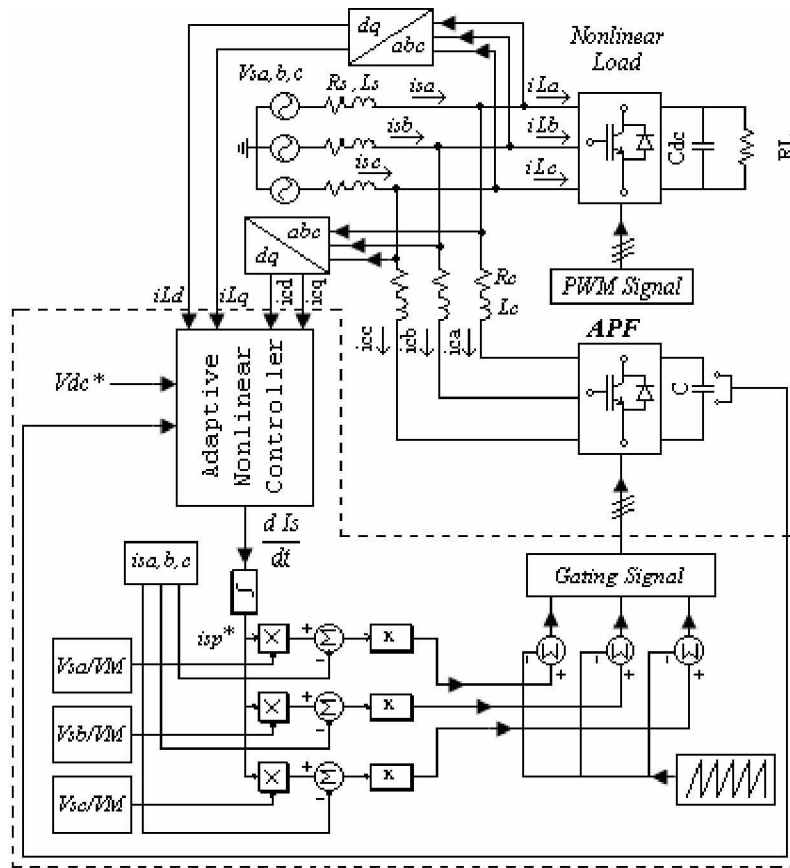 dq
abc
Nonlinear
Load
Vsa,b,c
Rs, Ls
isa
iLa
isb
iLb
isc
iLc
Cdc
RL
abc
dq
iLd
iLq
icd
icq
Rc
Lc
PWM Signal
icc
icb
ica
APF
Vdc*
Adaptive
Nonlinear
Controller
C
d Is
dt
isa,b,c
Gating Signal
∫
isp*
Vsa/VM
× + Σ - K
Σ - +
Σ - +
Σ - +
Vsb/VM
× + Σ - K
Vsc/VM
× + Σ - K